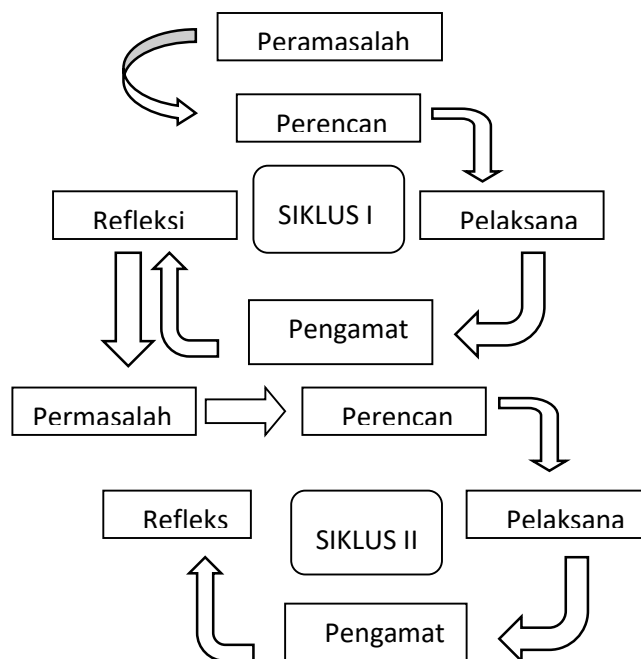 Peramasalah
Perencan
Refleksi
SIKLUS I
Pelaksana
Pengamat
Permasalah
Perencan
Refleks
SIKLUS II
Pelaksana
Pengamat